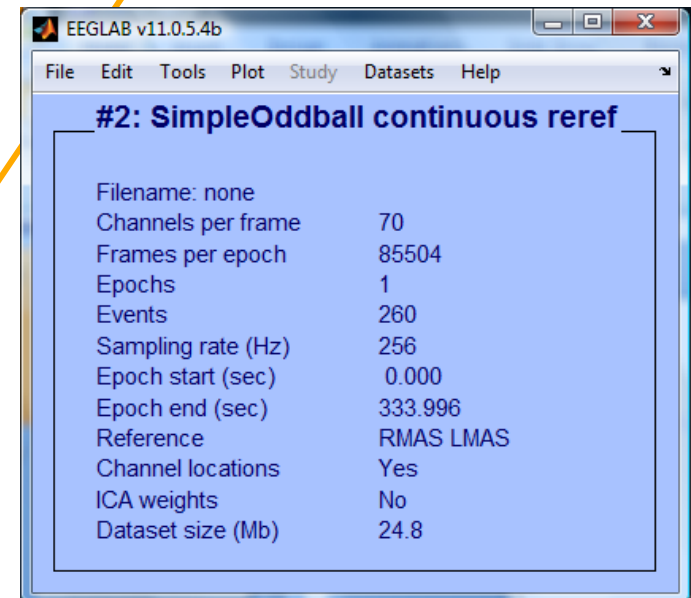 EEGLAB v11.0.5.4b
File Edit Tools Plot Study Datasets Help
#2: SimpleOddball continuous reref
Filename: none
Channels per frame 70
Frames per epoch 85504
Epochs 1
Events 260
Sampling rate (Hz) 256
Epoch start (sec) 0.000
Epoch end (sec) 333.996
Reference RMAS LMAS
Channel locations Yes
ICA weights No
Dataset size (Mb) 24.8